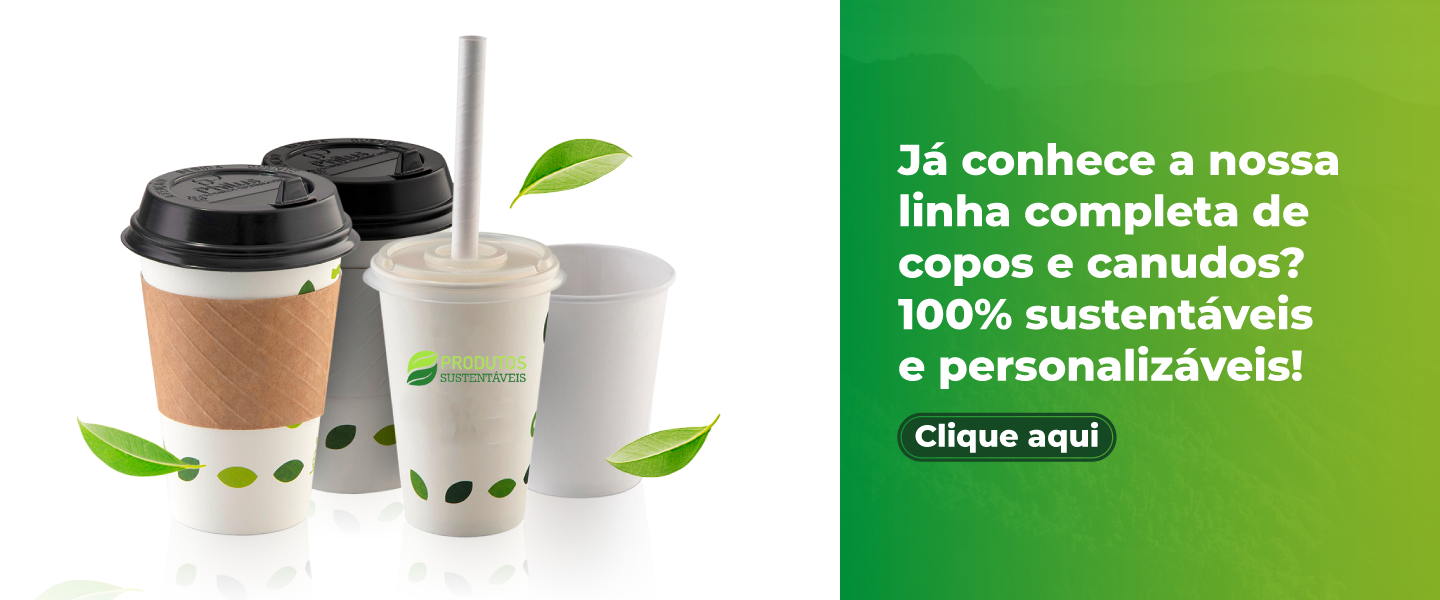 PRODUTOS
SUSTENTÁVEIS
Já conhece a nossa
linha completa de
copos e canudos?
100% sustentáveis
e personalizáveis!
Clique aqui